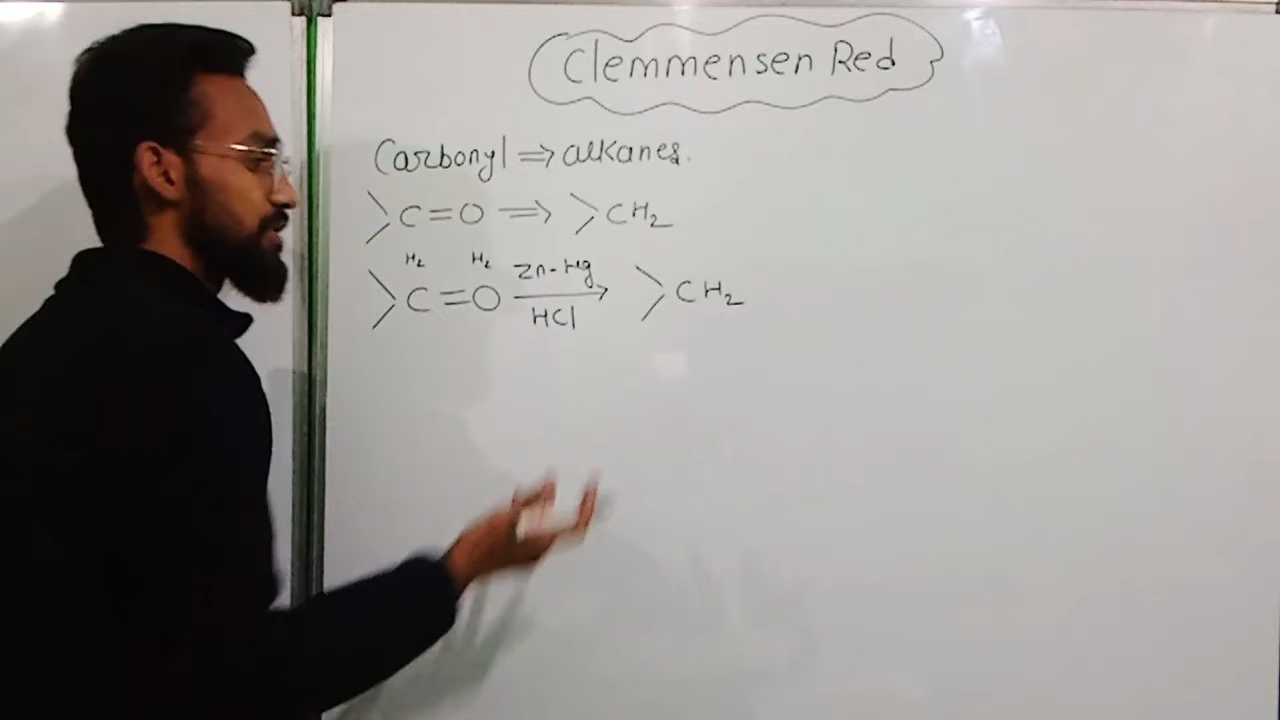 Clemmensen Red
Carbonyl ⇒ alkanes.
>C=O ⇒ >CH₂
H₂ H₂ Zn-Hg
>C=O → >CH₂
HCl